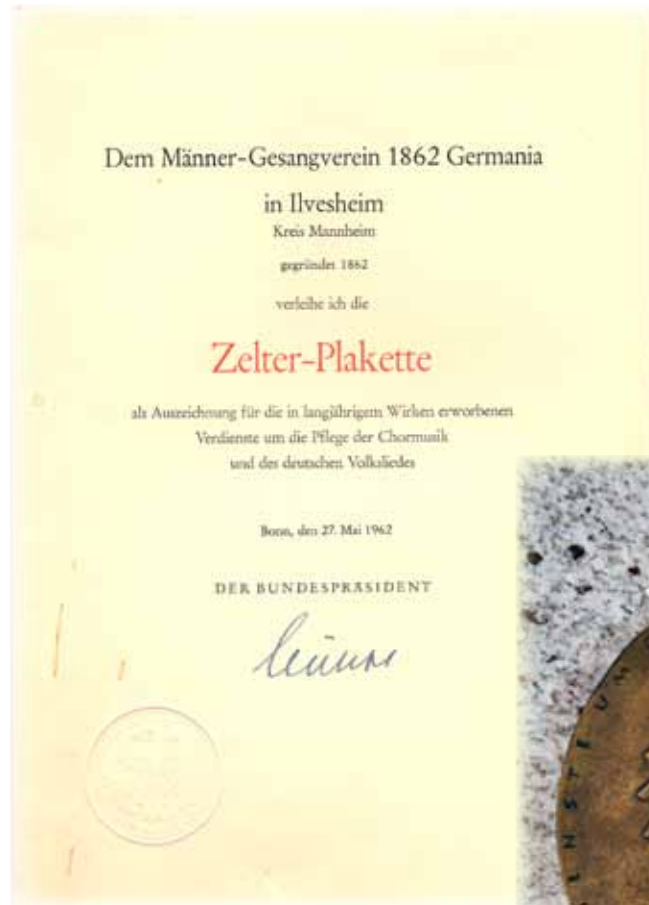 Dem Männer-Gesangverein 1862 Germania
in Ilvesheim
Kreis Mannheim
gegründet 1862
verleihe ich die
Zelter-Plakette
als Auszeichnung für die in langjährigem Wirken erworbenen
Verdienste um die Pflege der Chormusik
und des deutschen Volksliedes
Bonn, den 27. Mai 1962
DER BUNDESPRÄSIDENT